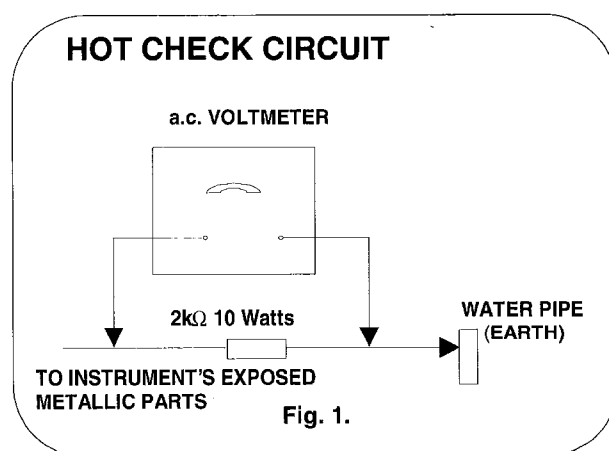 HOT CHECK CIRCUIT
a.c. VOLTMETER
2kΩ 10 Watts
WATER PIPE
(EARTH)
TO INSTRUMENT'S EXPOSED
METALLIC PARTS
Fig. 1.